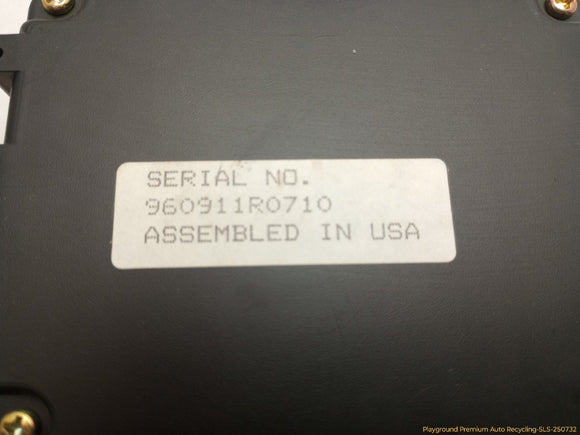 SERIAL NO.
960911R0710
ASSEMBLED IN USA
Playground Premium Auto Recycling-SLS-250732